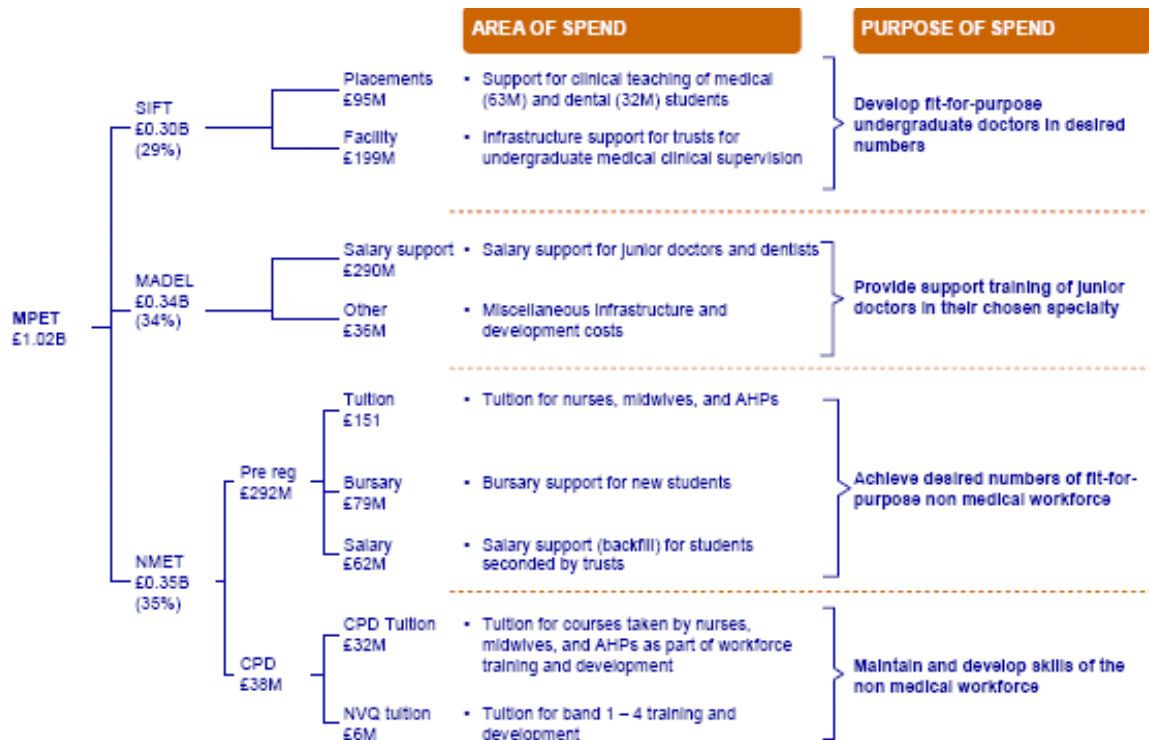 AREA OF SPEND
PURPOSE OF SPEND
MPET
£1.02B
SIFT
£0.30B
(29%)
Placements
£95M
▪ Support for clinical teaching of medical
(63M) and dental (32M) students
Facility
£199M
▪ Infrastructure support for trusts for
undergraduate medical clinical supervision
Develop fit-for-purpose
undergraduate doctors in desired
numbers
MADEL
£0.34B
(34%)
Salary support
£290M
▪ Salary support for junior doctors and dentists
Other
£36M
▪ Miscellaneous infrastructure and
development costs
Provide support training of junior
doctors in their chosen specialty
NMET
£0.35B
(35%)
Pre reg
£292M
Tuition
£151
▪ Tuition for nurses, midwives, and AHPs
Bursary
£79M
▪ Bursary support for new students
Salary
£62M
▪ Salary support (backfill) for students
seconded by trusts
Achieve desired numbers of fit-for-
purpose non medical workforce
CPD
£38M
CPD Tuition
£32M
▪ Tuition for courses taken by nurses,
midwives, and AHPs as part of workforce
training and development
NVQ tuition
£6M
▪ Tuition for band 1 – 4 training and
development
Maintain and develop skills of the
non medical workforce